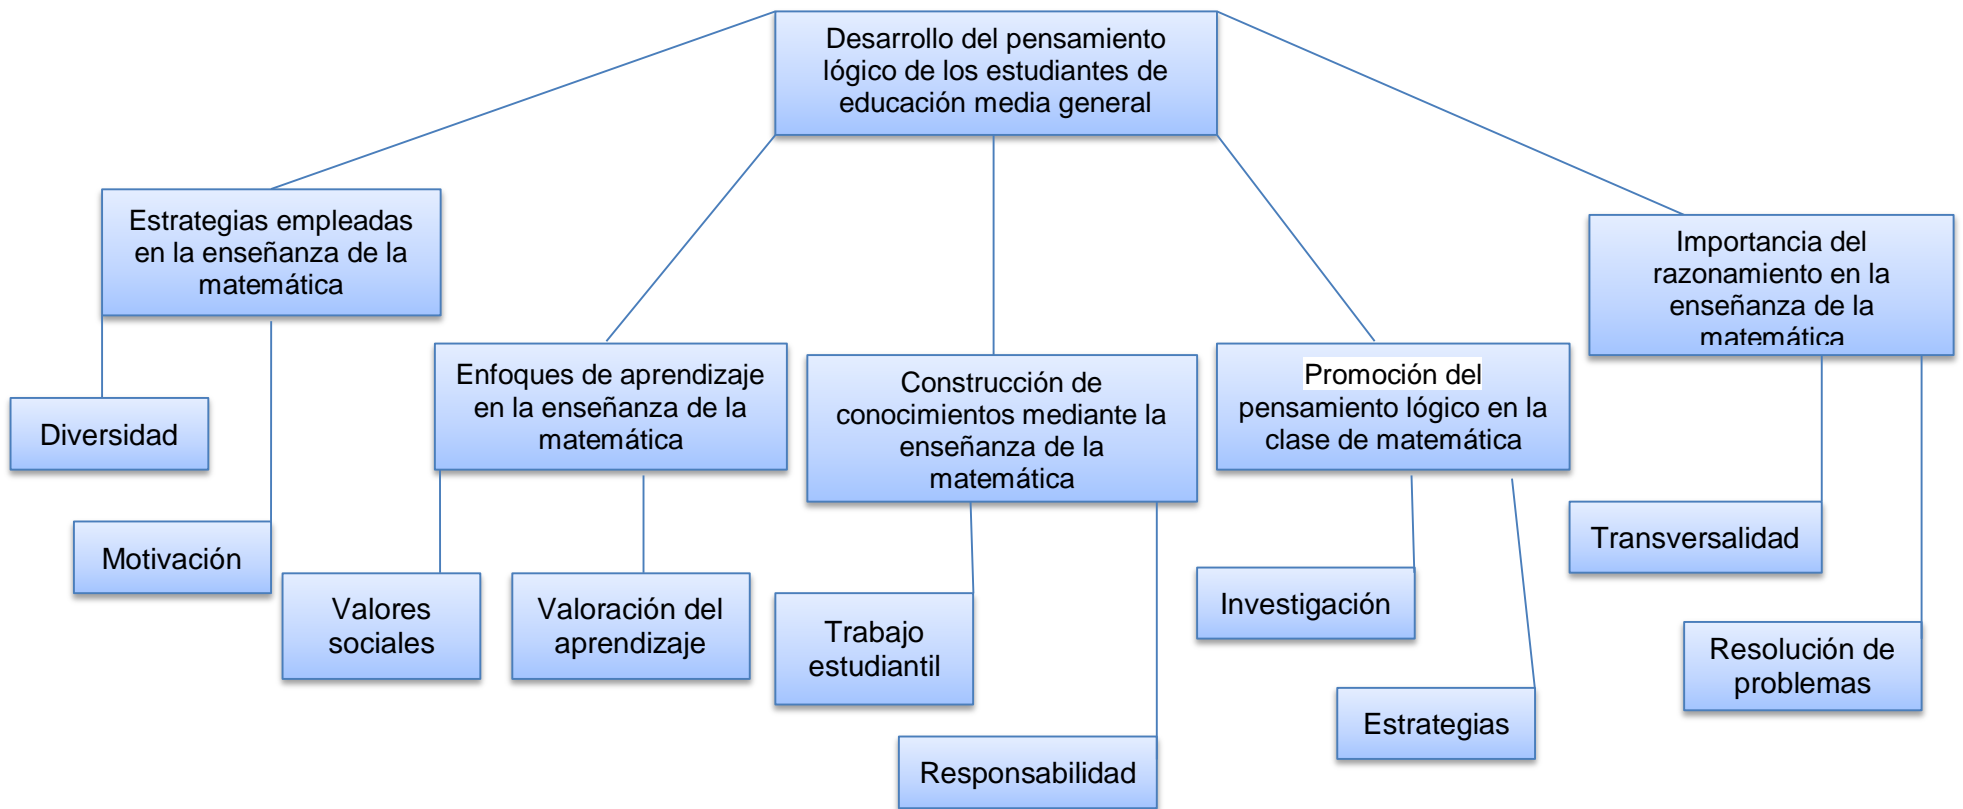 Desarrollo del pensamiento
lógico de los estudiantes de
educación media general
Estrategias empleadas
en la enseñanza de la
matemática
Importancia del
razonamiento en la
enseñanza de la
matemática
Enfoques de aprendizaje
en la enseñanza de la
matemática
Construcción de
conocimientos mediante la
enseñanza de la
matemática
Promoción del
pensamiento lógico en la
clase de matemática
Diversidad
Motivación
Valores
sociales
Valoración del
aprendizaje
Trabajo
estudiantil
Responsabilidad
Investigación
Estrategias
Transversalidad
Resolución de
problemas